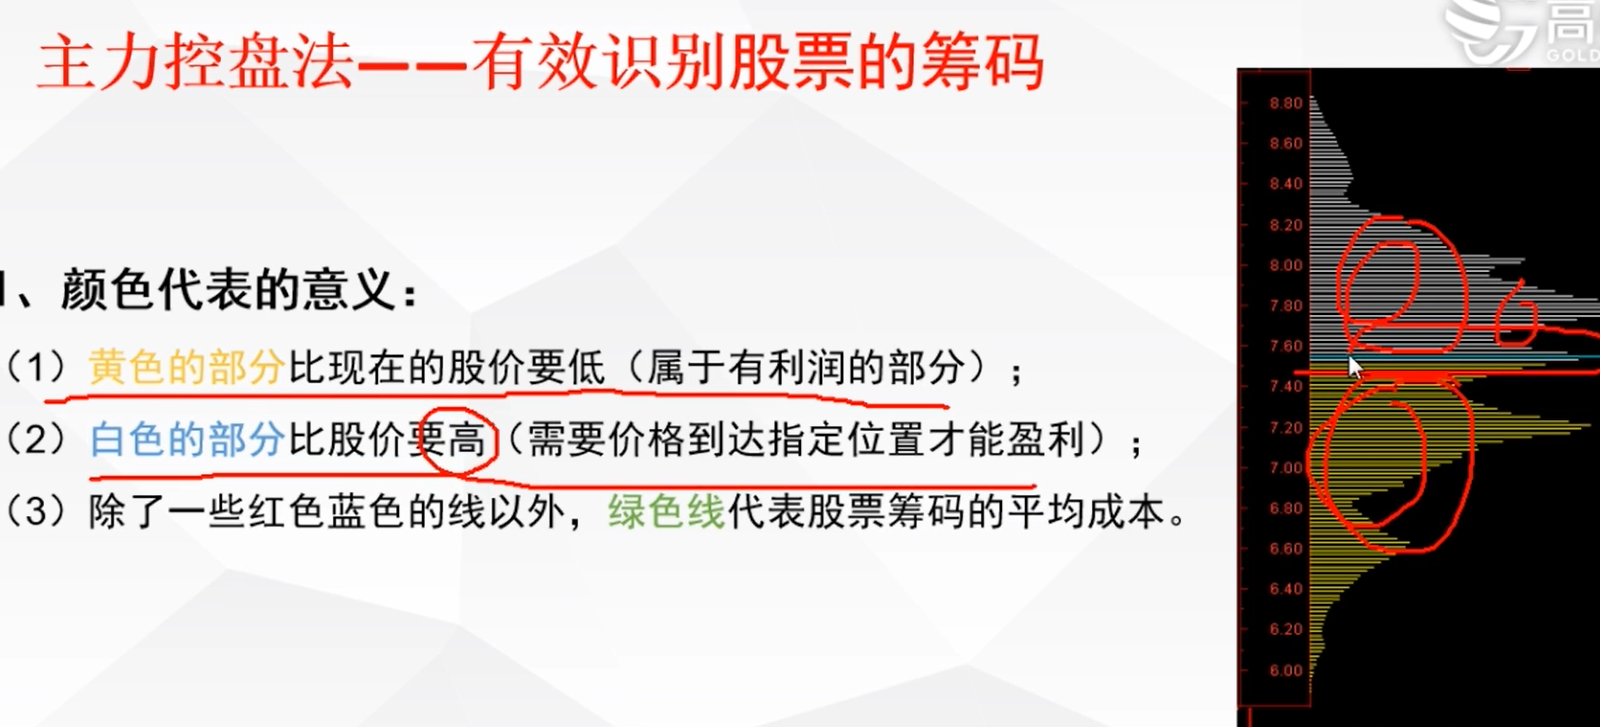 主力控盘法——有效识别股票的筹码
高
GOLD
、颜色代表的意义：
（1）黄色的部分比现在的股价要低（属于有利润的部分）；
（2）白色的部分比股价要高（需要价格到达指定位置才能盈利）；
（3）除了一些红色蓝色的线以外，绿色线代表股票筹码的平均成本。
8.80
8.60
8.40
8.20
8.00
7.80
7.60
7.40
7.20
7.00
6.80
6.60
6.40
6.20
6.00